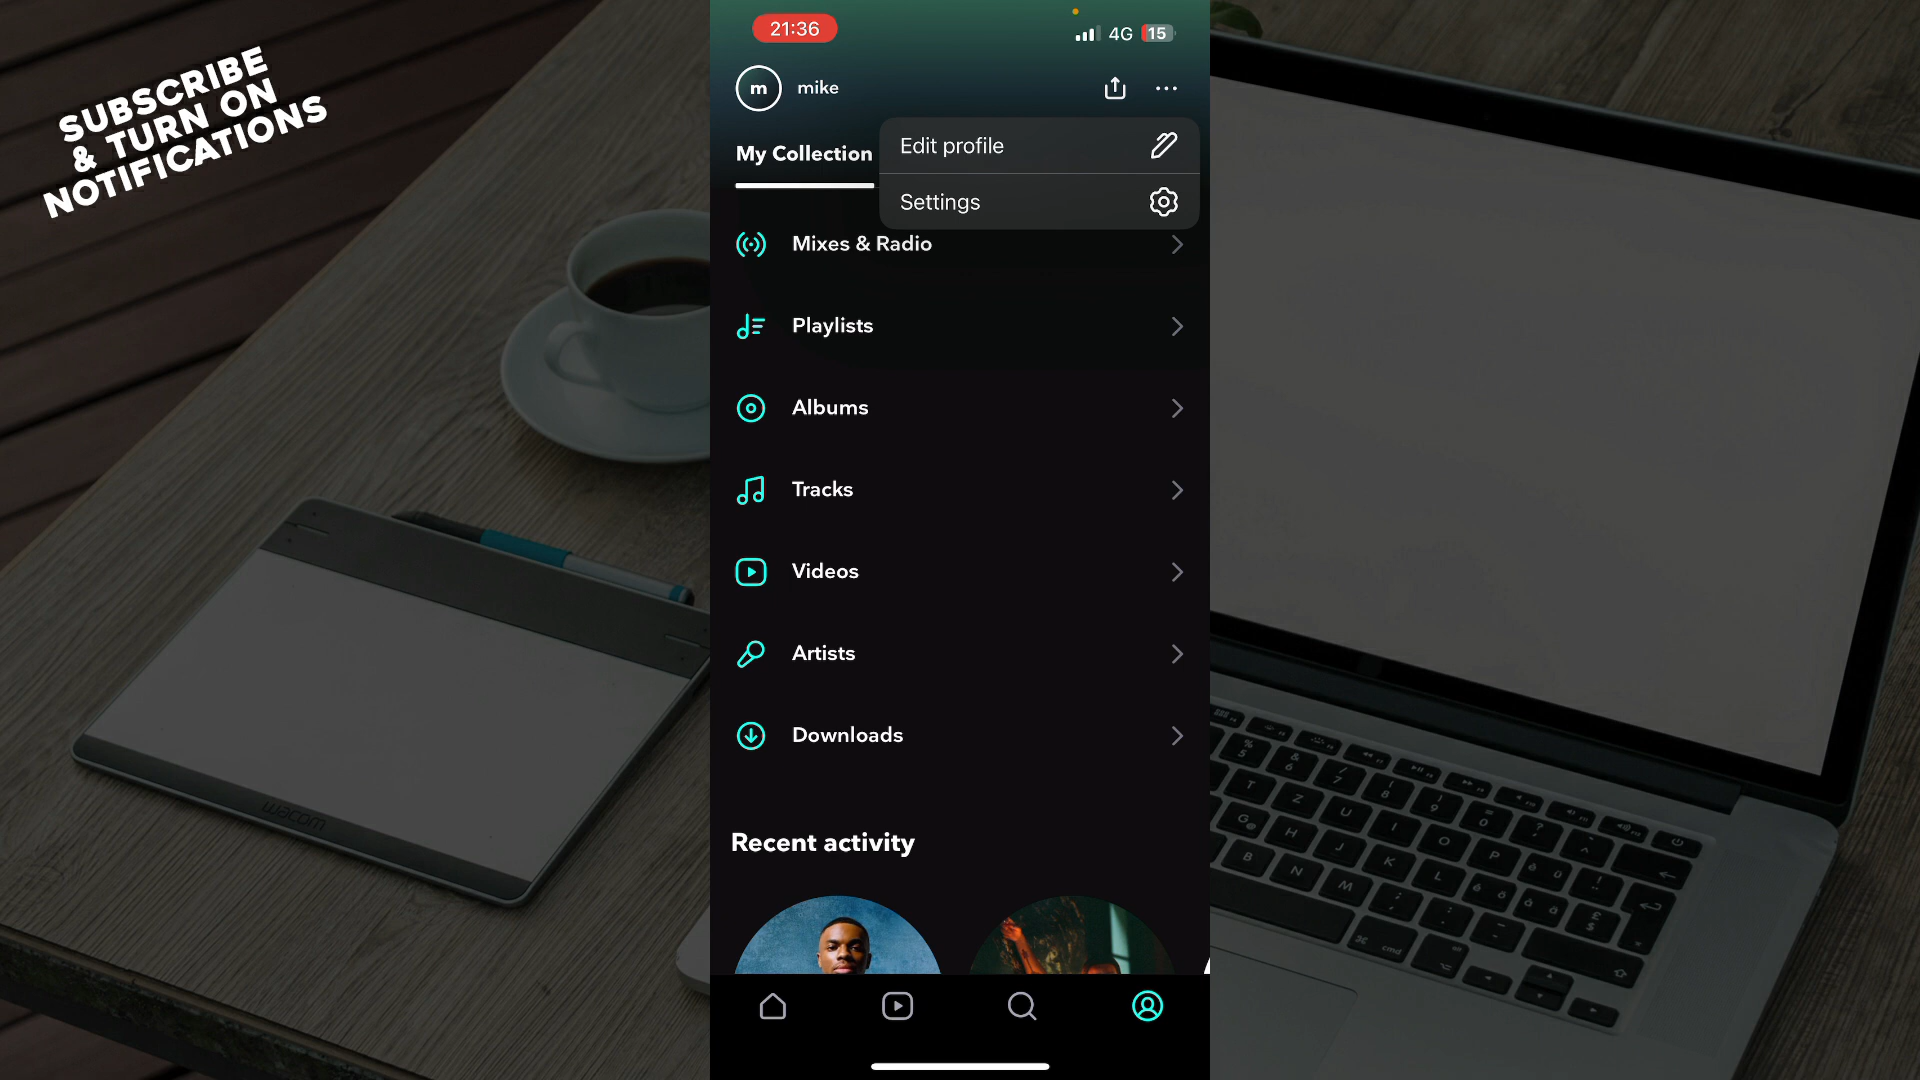 SUBSCRIBE
& TURN ON
NOTIFICATIONS
21:36
4G 15
m mike
Edit profile
My Collection
Settings
Mixes & Radio
Playlists
Albums
Tracks
Videos
Artists
Downloads
Recent activity
wacom